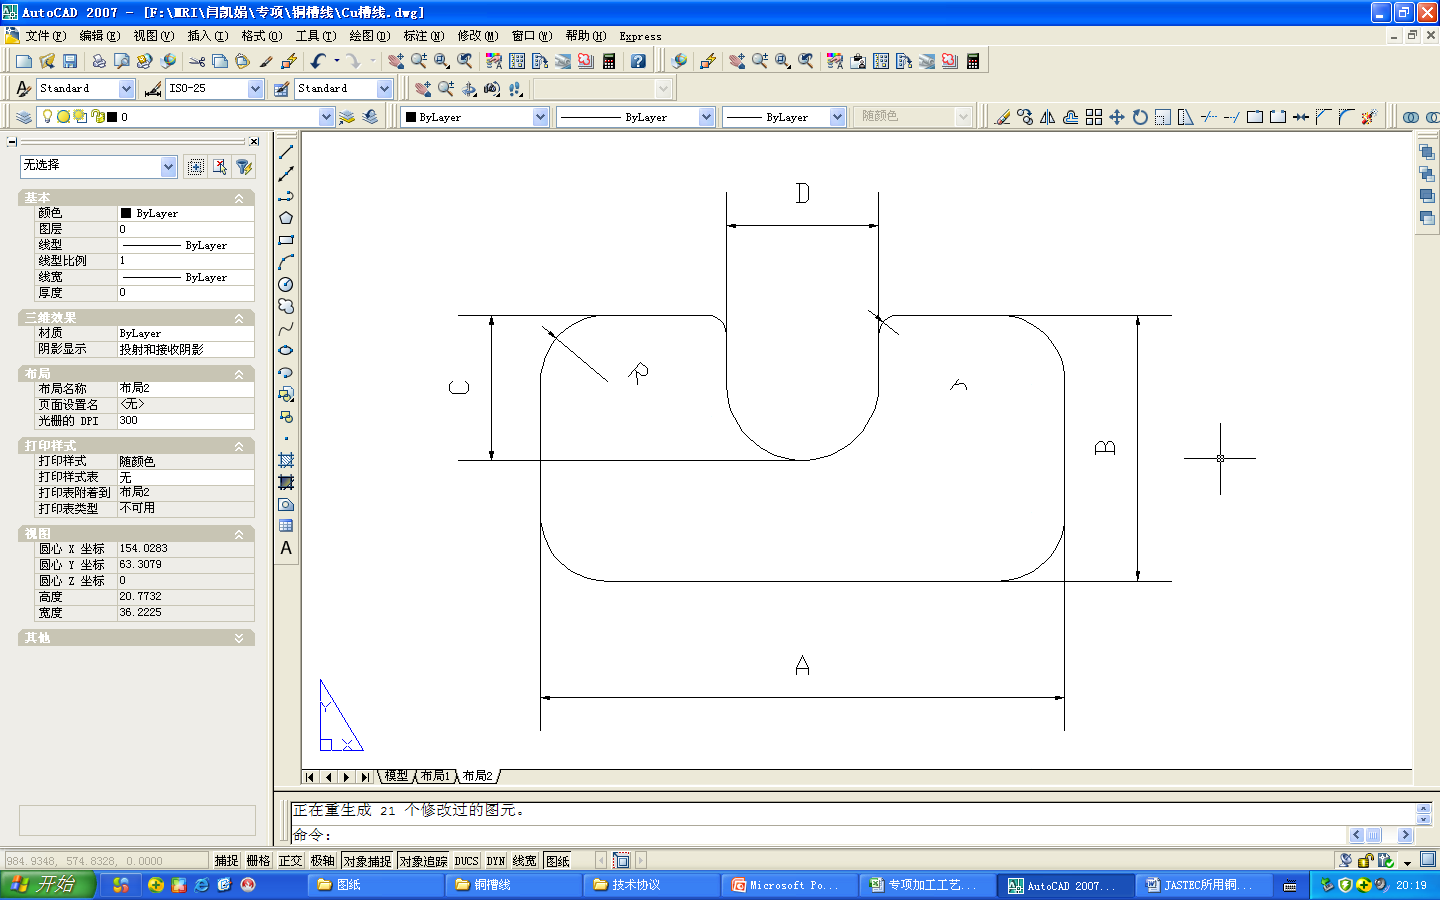 AutoCAD 2007 - [F:\MRI\闫凯娟\专项\铜槽线\Cu槽线.dwg]
文件(F) 编辑(E) 视图(V) 插入(I) 格式(O) 工具(T) 绘图(D) 标注(N) 修改(M) 窗口(W) 帮助(H) Express
Standard ISO-25 Standard
0 ByLayer ByLayer ByLayer 随颜色
无选择
基本
颜色 ByLayer
图层 0
线型 ByLayer
线型比例 1
线宽 ByLayer
厚度 0
三维效果
材质 ByLayer
阴影显示 投射和接收阴影
布局
布局名称 布局2
页面设置名 <无>
光栅的 DPI 300
打印样式
打印样式 随颜色
打印样式表 无
打印表附着到 布局2
打印表类型 不可用
视图
圆心 X 坐标 154.0283
圆心 Y 坐标 63.3079
圆心 Z 坐标 0
高度 20.7732
宽度 36.2225
其他
A
D
C
R
r
B
A
Y
X
模型 布局1 布局2
正在重生成 21 个修改过的图元。
命令:
984.9348, 574.8328, 0.0000 捕捉 栅格 正交 极轴 对象捕捉 对象追踪 DUCS DYN 线宽 图纸
开始 图纸 铜槽线 技术协议 Microsoft Po... 专项加工工艺... AutoCAD 2007... JASTEC所用铜... 20:19